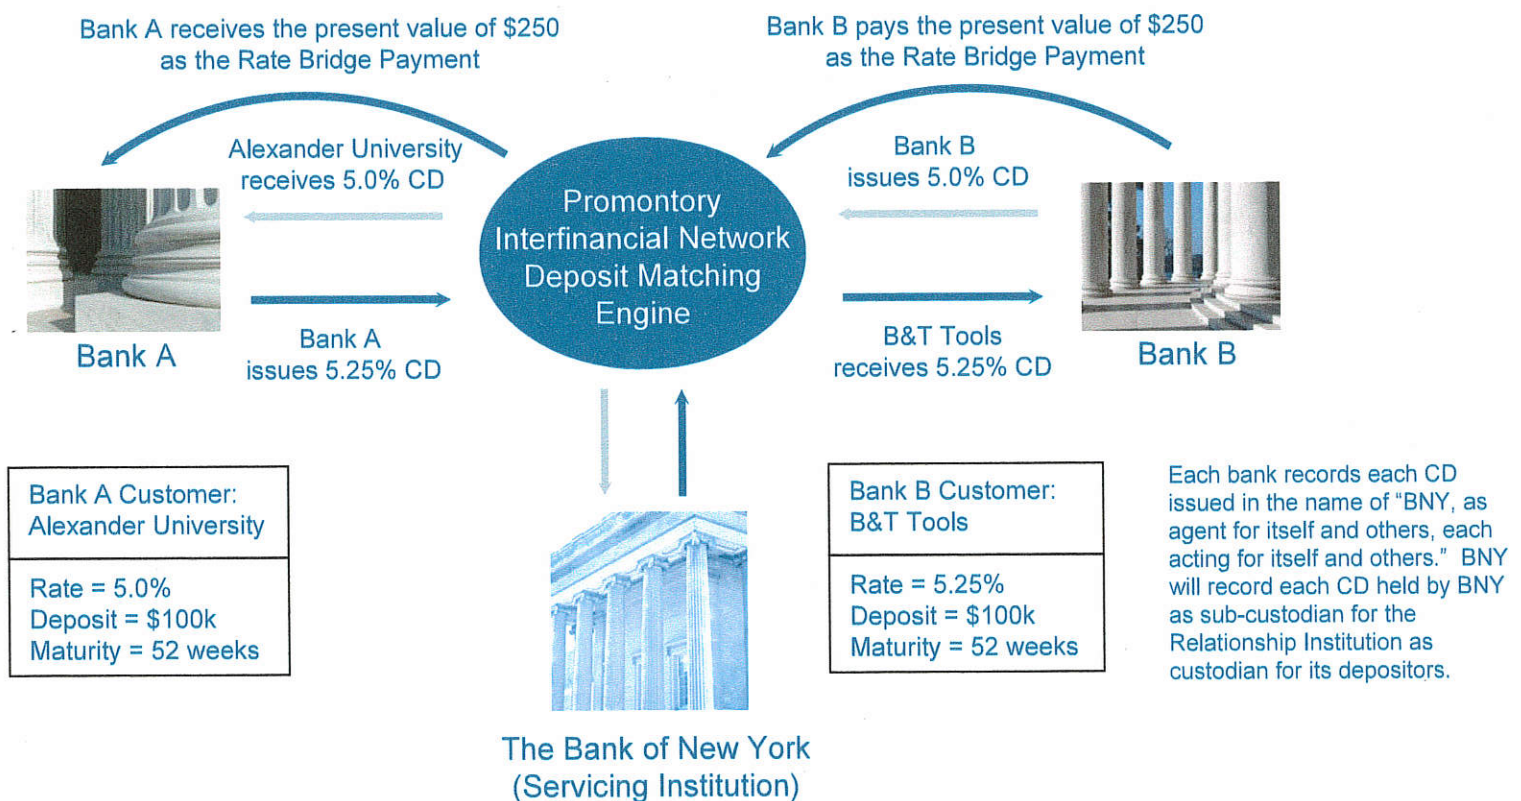 Bank A receives the present value of $250
as the Rate Bridge Payment
Bank B pays the present value of $250
as the Rate Bridge Payment
Alexander University
receives 5.0% CD
Bank B
issues 5.0% CD
Promontory
Interfinancial Network
Deposit Matching
Engine
Bank A
Bank A
issues 5.25% CD
B&T Tools
receives 5.25% CD
Bank B
Bank A Customer:
Alexander University
Rate = 5.0%
Deposit = $100k
Maturity = 52 weeks
Bank B Customer:
B&T Tools
Rate = 5.25%
Deposit = $100k
Maturity = 52 weeks
Each bank records each CD
issued in the name of “BNY, as
agent for itself and others, each
acting for itself and others.” BNY
will record each CD held by BNY
as sub-custodian for the
Relationship Institution as
custodian for its depositors.
The Bank of New York
(Servicing Institution)